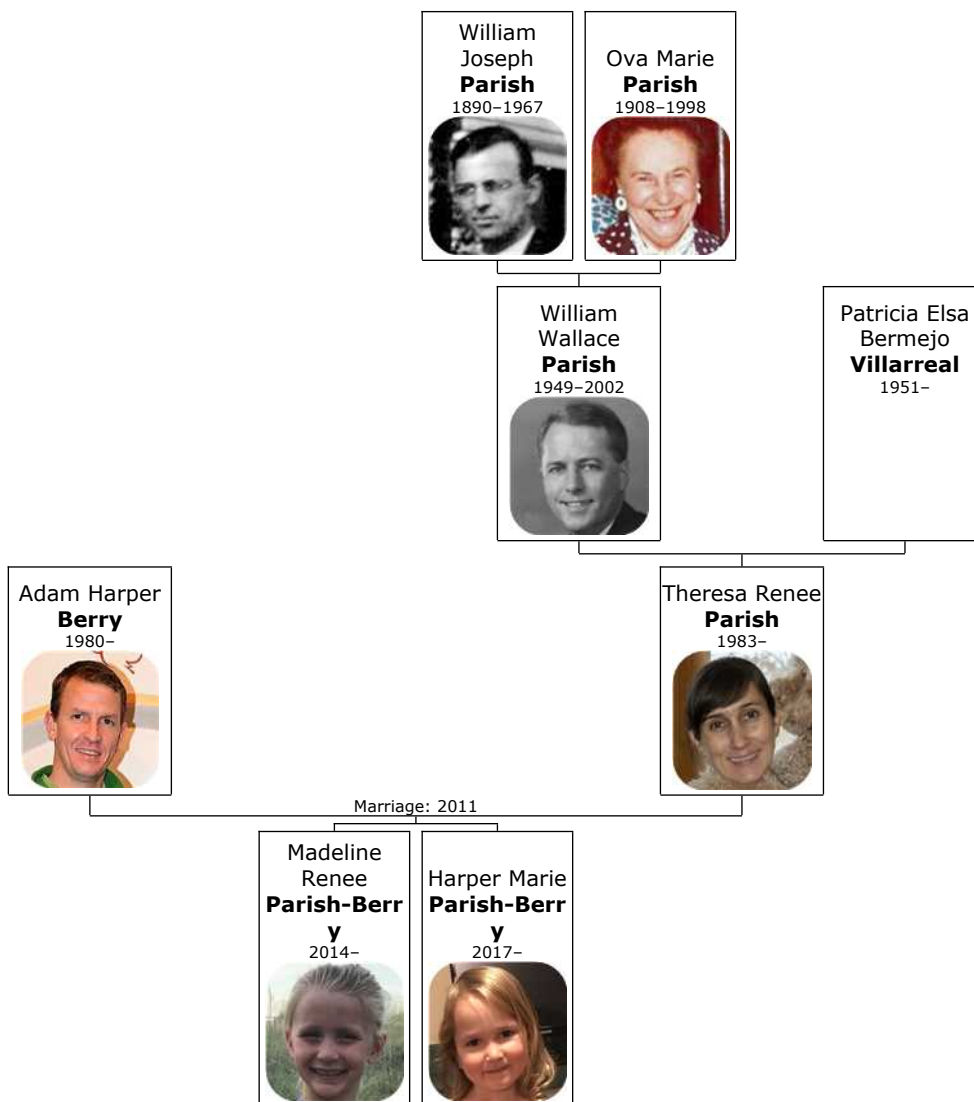 William
Joseph
Parish
1890–1967
Ova Marie
Parish
1908–1998
William
Wallace
Parish
1949–2002
Patricia Elsa
Bermejo
Villarreal
1951–
Adam Harper
Berry
1980–
Theresa Renee
Parish
1983–
Marriage: 2011
Madeline
Renee
Parish-Berr
y
2014–
Harper Marie
Parish-Berr
y
2017–